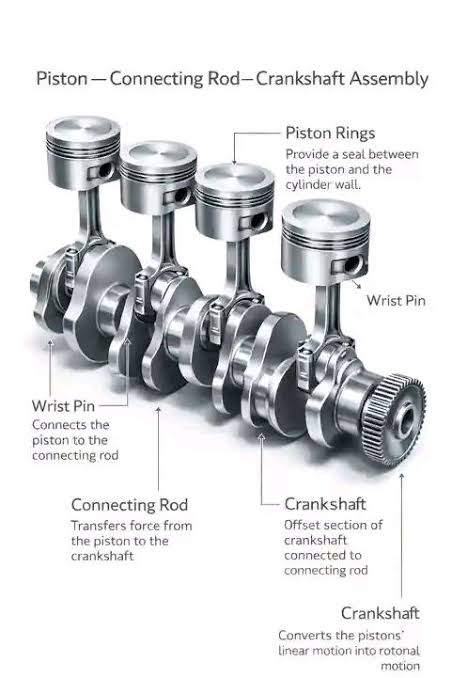 Piston — Connecting Rod — Crankshaft Assembly
Piston Rings
Provide a seal between
the piston and the
cylinder wall.
Wrist Pin
Wrist Pin
Connects the
piston to the
connecting rod
Connecting Rod
Transfers force from
the piston to the
crankshaft
Crankshaft
Offset section of
crankshaft
connected to
connecting rod
Crankshaft
Converts the pistons'
linear motion into rotonal
motion